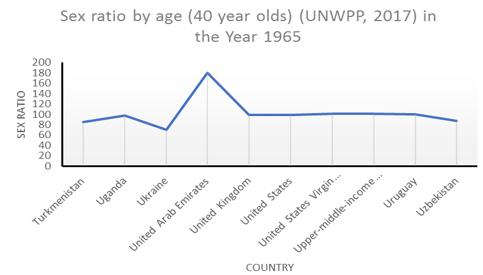 Sex ratio by age (40 year olds) (UNWPP, 2017) in
the Year 1965
SEX RATIO
200
180
160
140
120
100
80
60
40
20
0
Turkmenistan
Uganda
Ukraine
United Arab Emirates
United Kingdom
United States
United States Virgin...
Upper-middle-income...
Uruguay
Uzbekistan
COUNTRY